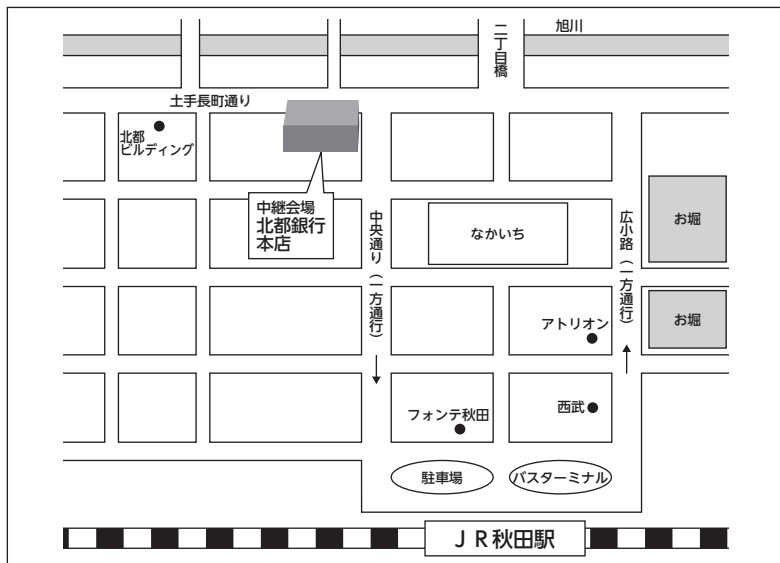 旭川
二丁目橋
土手長町通り
北都
ビルディング
中継会場
北都銀行
本店
中央通り（一方通行）
なかいち
広小路（一方通行）
お堀
アトリオン
お堀
フォンテ秋田
西武
駐車場
バスターミナル
ＪＲ秋田駅